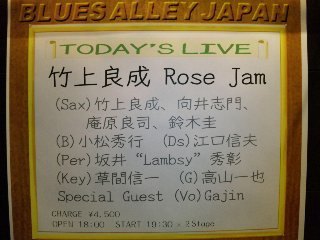 BLUES ALLEY JAPAN
TODAY'S LIVE
竹上良成 Rose Jam
(Sax)竹上良成、向井志門、
庵原良司、鈴木圭
(B)小松秀行 (Ds)江口信夫
(Per)坂井"Lambsy"秀彰
(Key)草間信一 (G)高山一也
Special Guest (Vo)Gajin
CHARGE ¥4,500
OPEN 18:00 START 19:30 × 2Stage